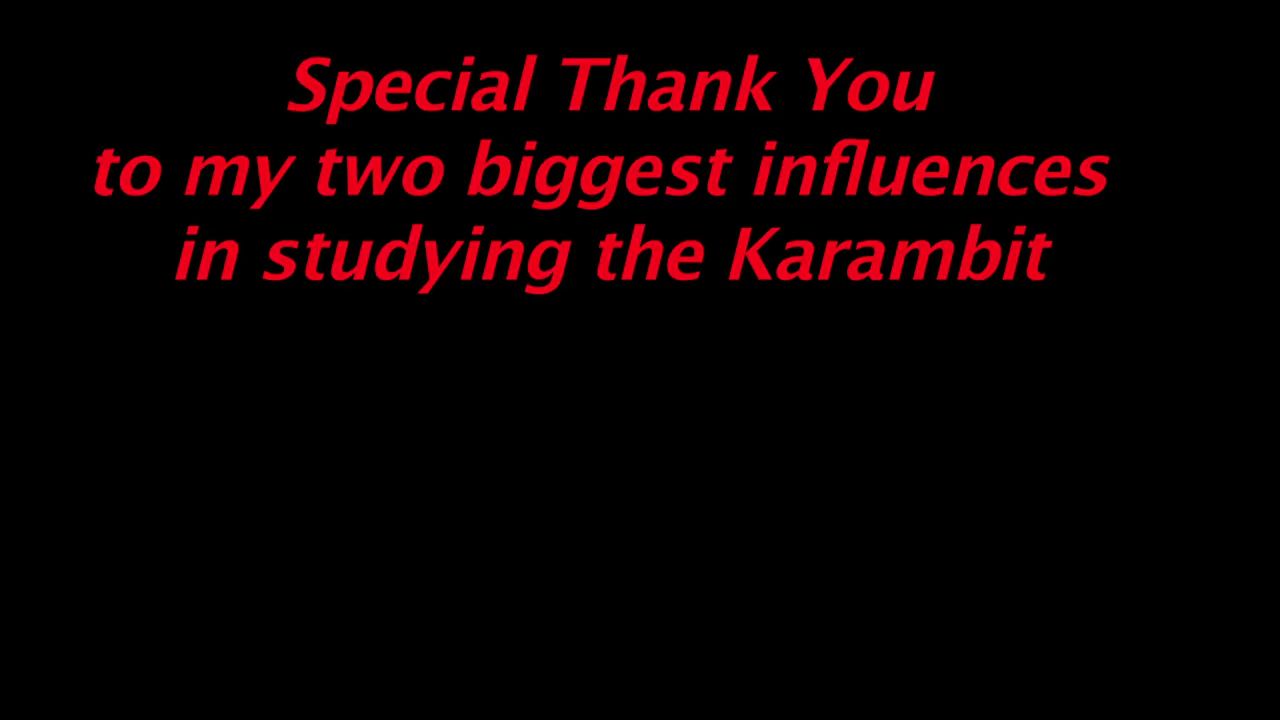 Special Thank You
to my two biggest influences
in studying the Karambit